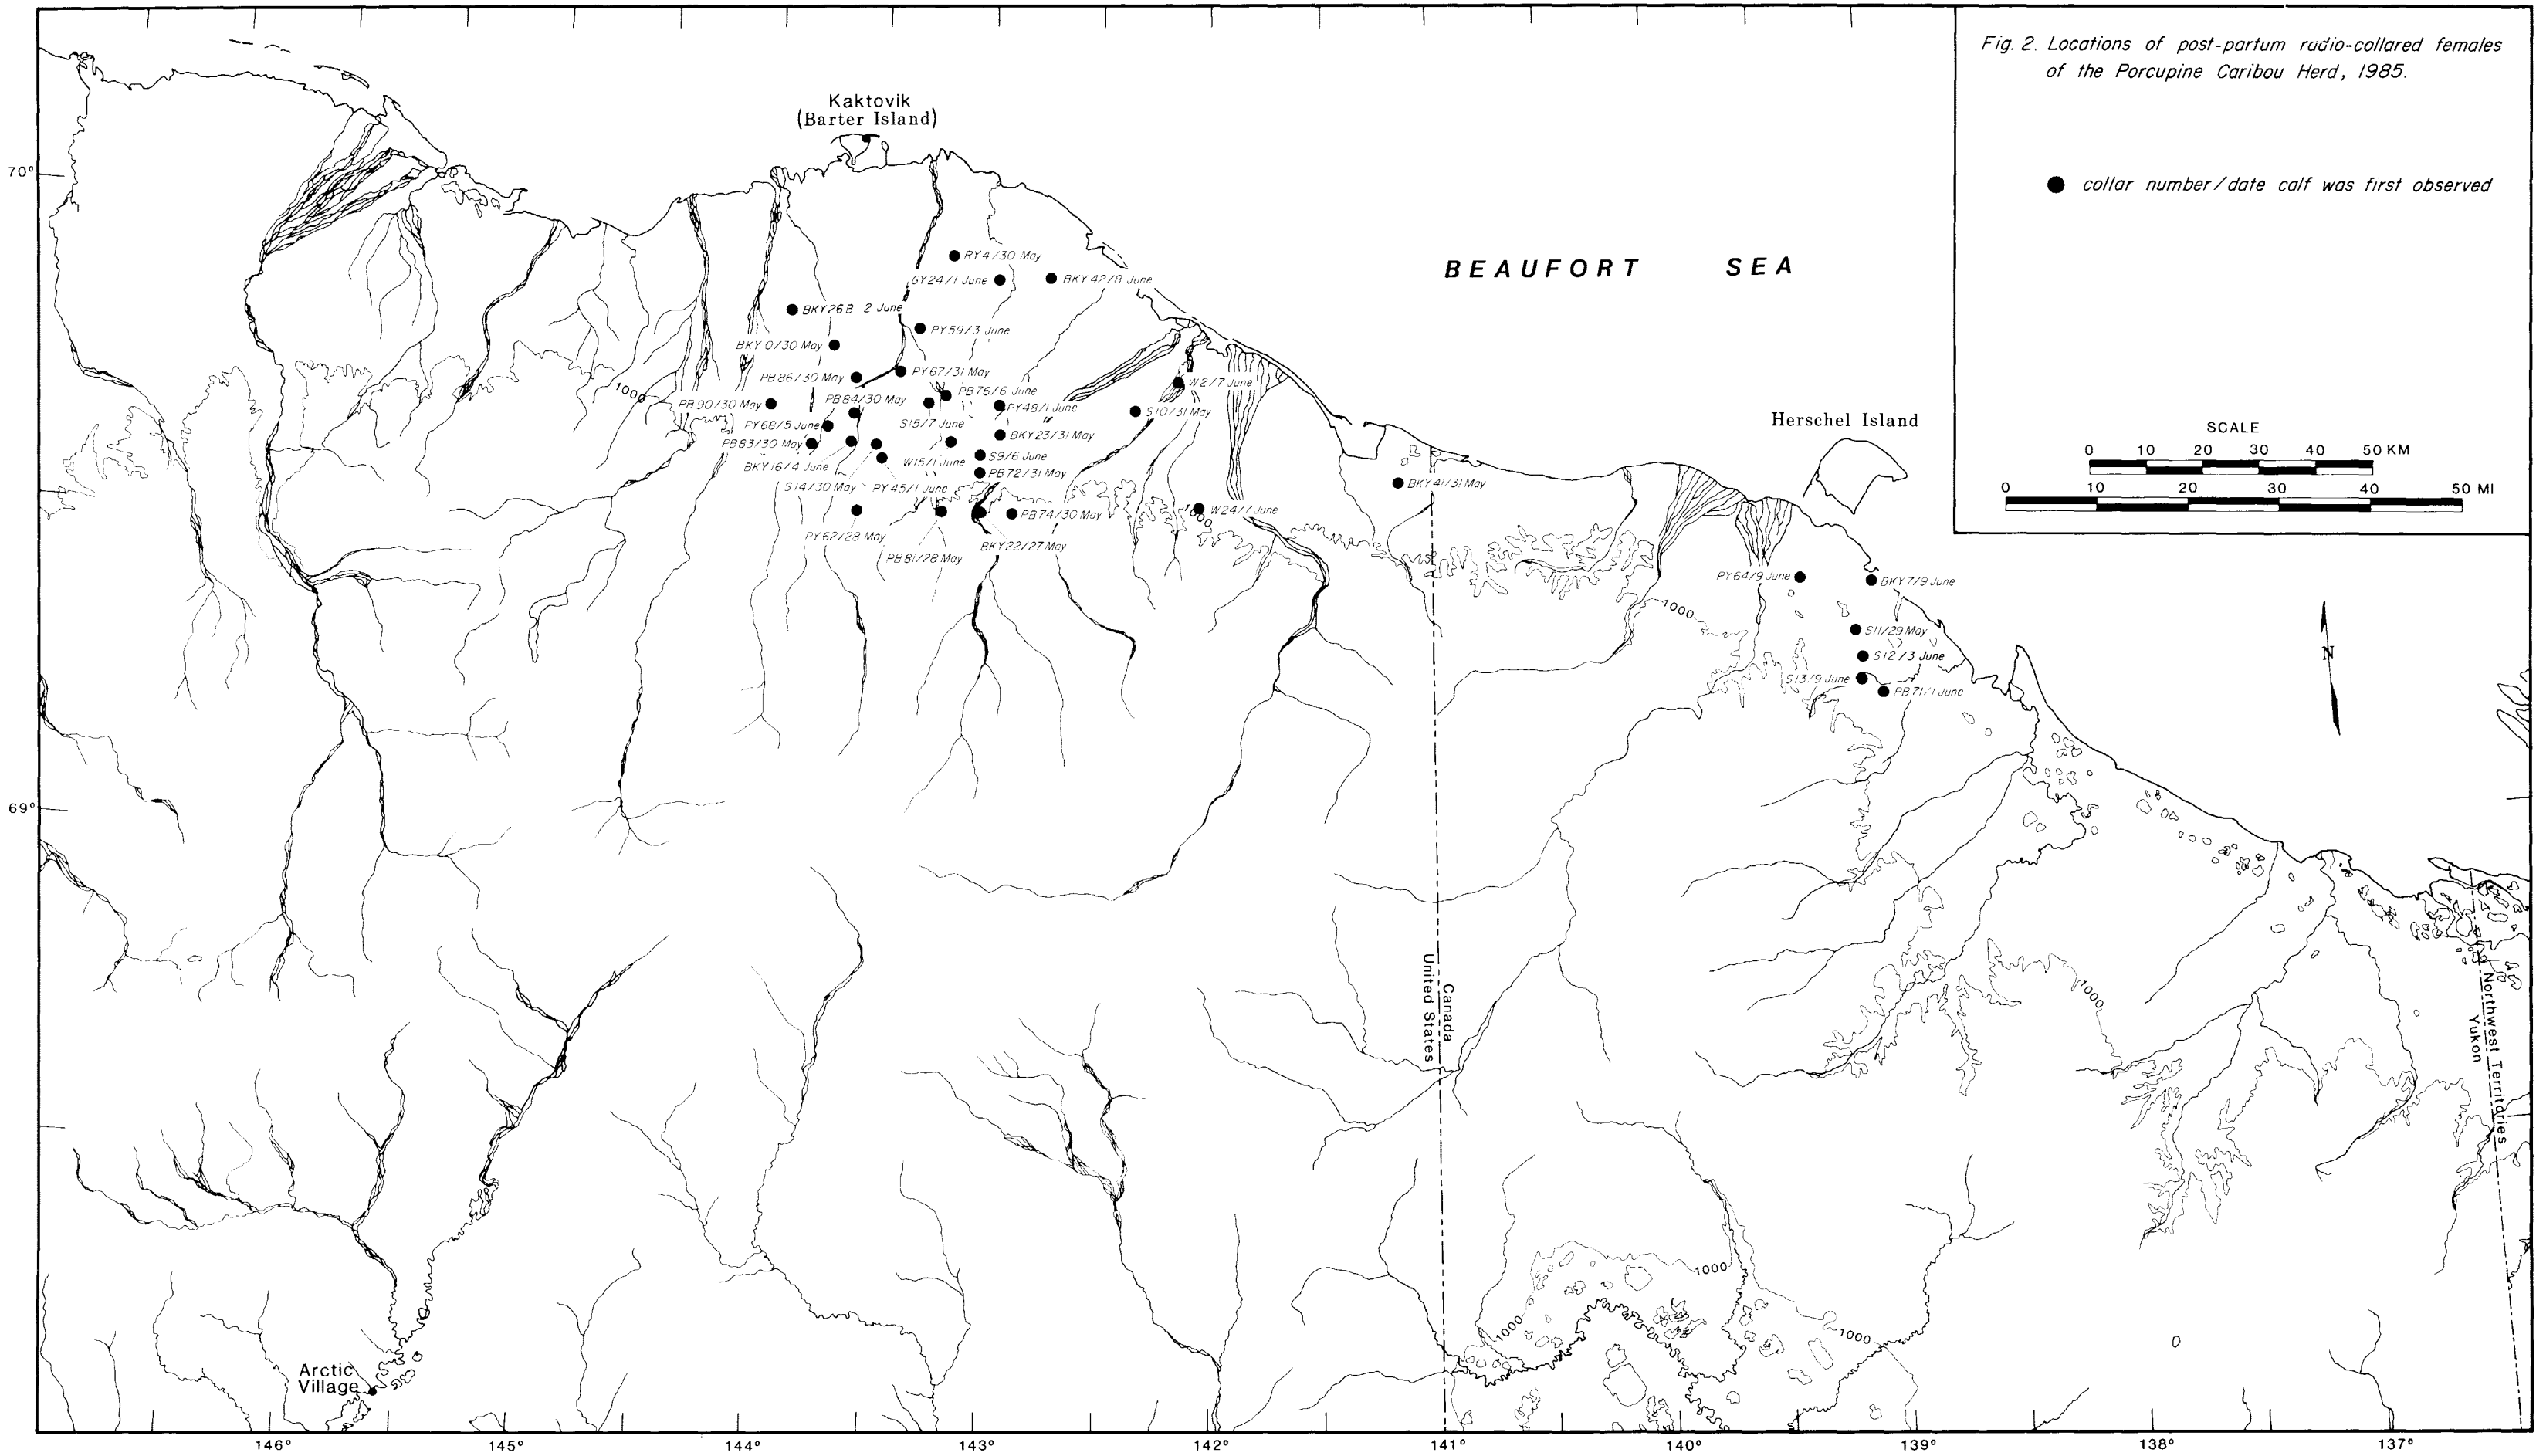 Fig. 2. Locations of post-partum radio-collared females
of the Porcupine Caribou Herd, 1985.
collar number/date calf was first observed
Kaktovik
(Barter Island)
70°
BEAUFORT SEA
RY4/30 May
GY24/1 June
BKY42/8 June
BKY26B 2 June
PY59/3 June
BKY0/30 May
PB86/30 May
PY67/31 May
PB76/6 June
W2/7 June
1000
PB90/30 May
PB84/30 May
PY48/1 June
S10/31 May
PY68/5 June
S15/7 June
PB83/30 May
BKY23/31 May
BKY16/4 June
W15/1 June
S9/6 June
PB72/31 May
S14/30 May
PY45/1 June
PB74/30 May
1000
W24/7 June
PY62/28 May
PB81/28 May
BKY22/27 May
BKY41/31 May
Herschel Island
SCALE
0 10 20 30 40 50 KM
0 10 20 30 40 50 MI
PY64/9 June
BKY7/9 June
1000
S11/29 May
S12/3 June
S13/9 June
PB71/1 June
N
69°
United States
Canada
1000
Northwest Territories
Yukon
1000
1000
1000
Arctic
Village
146° 145° 144° 143° 142° 141° 140° 139° 138° 137°